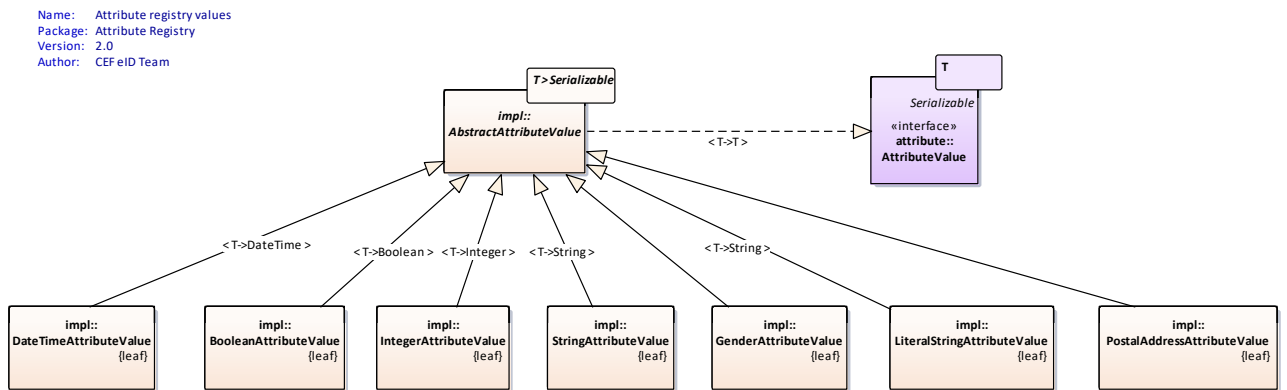 Name: Attribute registry values
Package: Attribute Registry
Version: 2.0
Author: CEF eID Team
T>Serializable
impl::
AbstractAttributeValue
T
Serializable
«interface»
attribute::
AttributeValue
<T->T>
<T->DateTime>
<T->Boolean>
<T->Integer>
<T->String>
<T->String>
impl::
DateTimeAttributeValue
{leaf}
impl::
BooleanAttributeValue
{leaf}
impl::
IntegerAttributeValue
{leaf}
impl::
StringAttributeValue
{leaf}
impl::
GenderAttributeValue
{leaf}
impl::
LiteralStringAttributeValue
{leaf}
impl::
PostalAddressAttributeValue
{leaf}